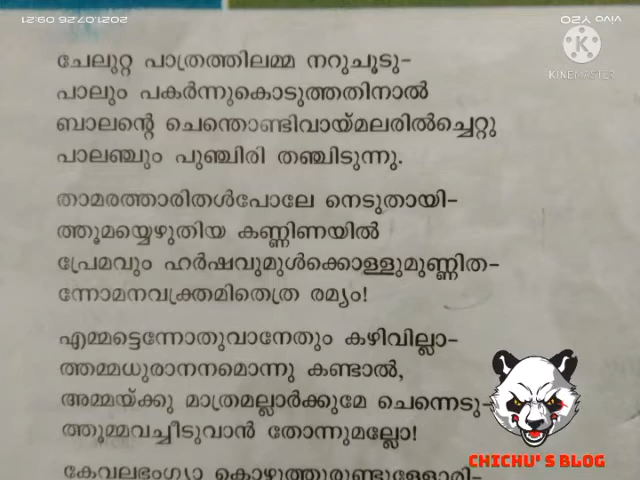 2021.07.26 09:21
vivo Y20
KINEMASTER
ചേലുറ്റ പാത്രത്തിലമ്മ നറുചൂടു-
പാലും പകർന്നുകൊടുത്തതിനാൽ
ബാലന്റെ ചെന്തൊണ്ടിവായ്മലരിൽച്ചെറ്റു
പാലഞ്ചും പുഞ്ചിരി തഞ്ചിടുന്നു.
താമരത്താരിതൾപോലേ നെടുതായി-
ത്തൂമയ്യെഴുതിയ കണ്ണിണയിൽ
പ്രേമവും ഹർഷവുമുൾക്കൊള്ളുമുണ്ണിത-
ന്നോമനവക്ത്രമിതെത്ര രമ്യം!
എമ്മട്ടെന്നോതുവാനേതും കഴിവില്ലാ-
ത്തമ്മധുരാനനമൊന്നു കണ്ടാൽ,
അമ്മയ്ക്കു മാത്രമല്ലാർക്കുമേ ചെന്നെടു-
ത്തൂമ്മവച്ചീടുവാൻ തോന്നുമല്ലോ!
കേവലഭംഗ്യാ കൊഴുത്തുരുണ്ടുള്ളോരി-
CHICHU'S BLOG